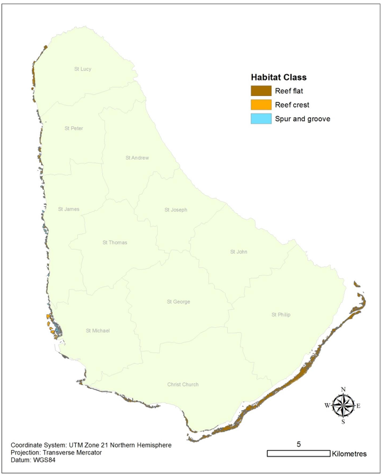 St Lucy
Habitat Class
Reef flat
Reef crest
Spur and groove
St Peter
St Andrew
St James
St Joseph
St Thomas
St John
St George
St Michael
St Philip
Christ Church
N
W E
S
5
Kilometres
Coordinate System: UTM Zone 21 Northern Hemisphere
Projection: Transverse Mercator
Datum: WGS84